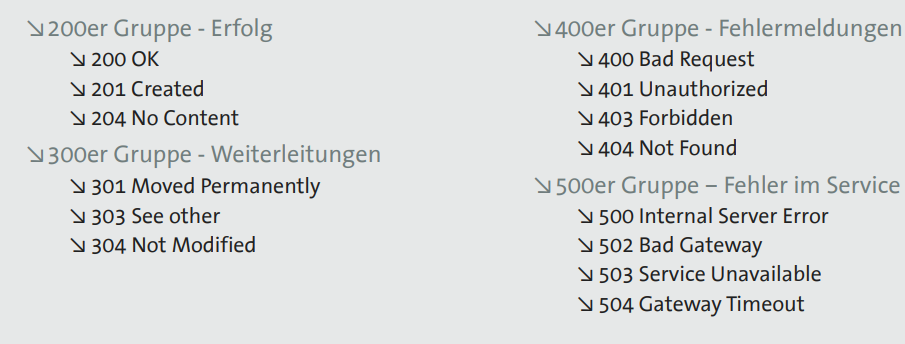 ↘200er Gruppe - Erfolg
↘ 200 OK
↘ 201 Created
↘ 204 No Content
↘300er Gruppe - Weiterleitungen
↘ 301 Moved Permanently
↘ 303 See other
↘ 304 Not Modified
↘400er Gruppe - Fehlermeldungen
↘ 400 Bad Request
↘ 401 Unauthorized
↘ 403 Forbidden
↘ 404 Not Found
↘500er Gruppe – Fehler im Service
↘ 500 Internal Server Error
↘ 502 Bad Gateway
↘ 503 Service Unavailable
↘ 504 Gateway Timeout